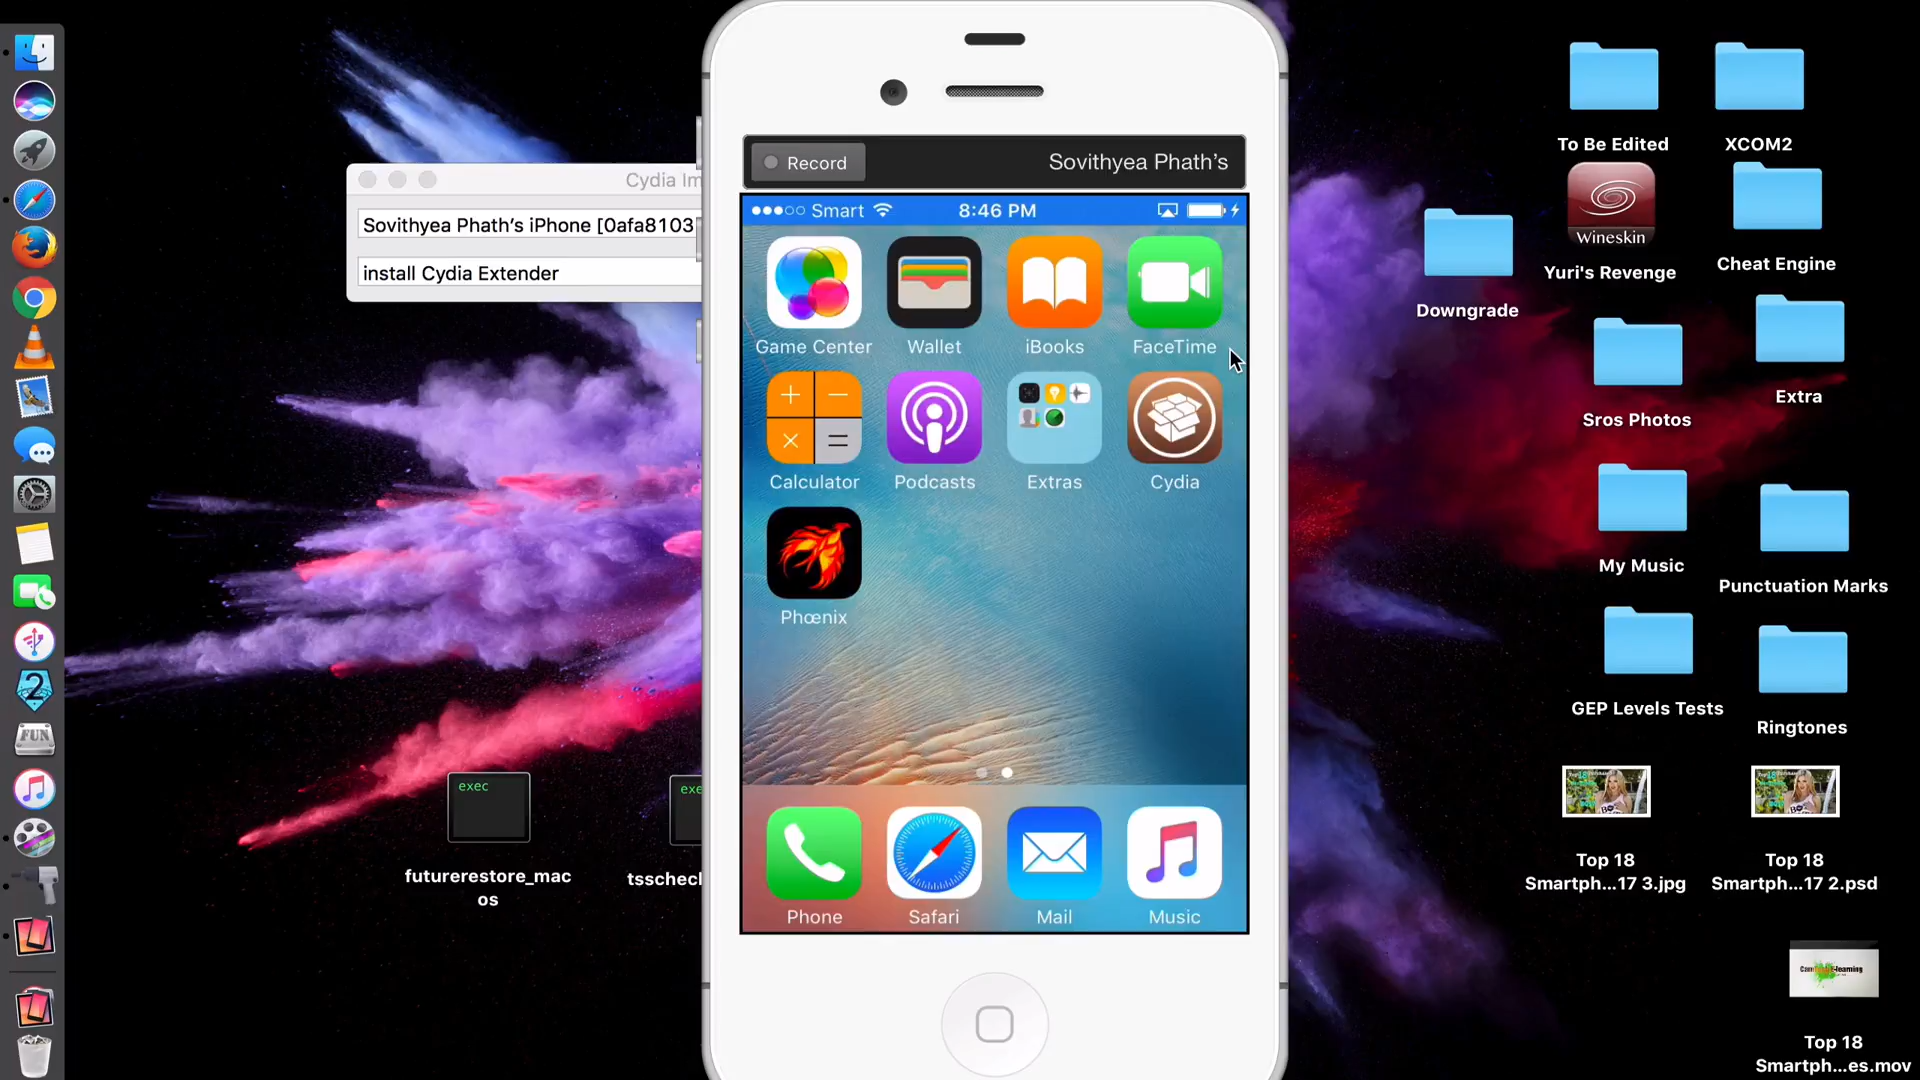 Record
Sovithyea Phath's
Smart
8:46 PM
Game Center
Wallet
iBooks
FaceTime
Calculator
Podcasts
Extras
Cydia
Phœnix
Phone
Safari
Mail
Music
Cydia Im
Sovithyea Phath's iPhone [0afa8103
install Cydia Extender
exec
futurerestore_mac
os
exe
tsschec
To Be Edited
XCOM2
Wineskin
Yuri's Revenge
Cheat Engine
Downgrade
Sros Photos
Extra
My Music
Punctuation Marks
GEP Levels Tests
Ringtones
Top 18
Smartph...17 3.jpg
Top 18
Smartph...17 2.psd
Top 18
Smartph...es.mov
2
FUN